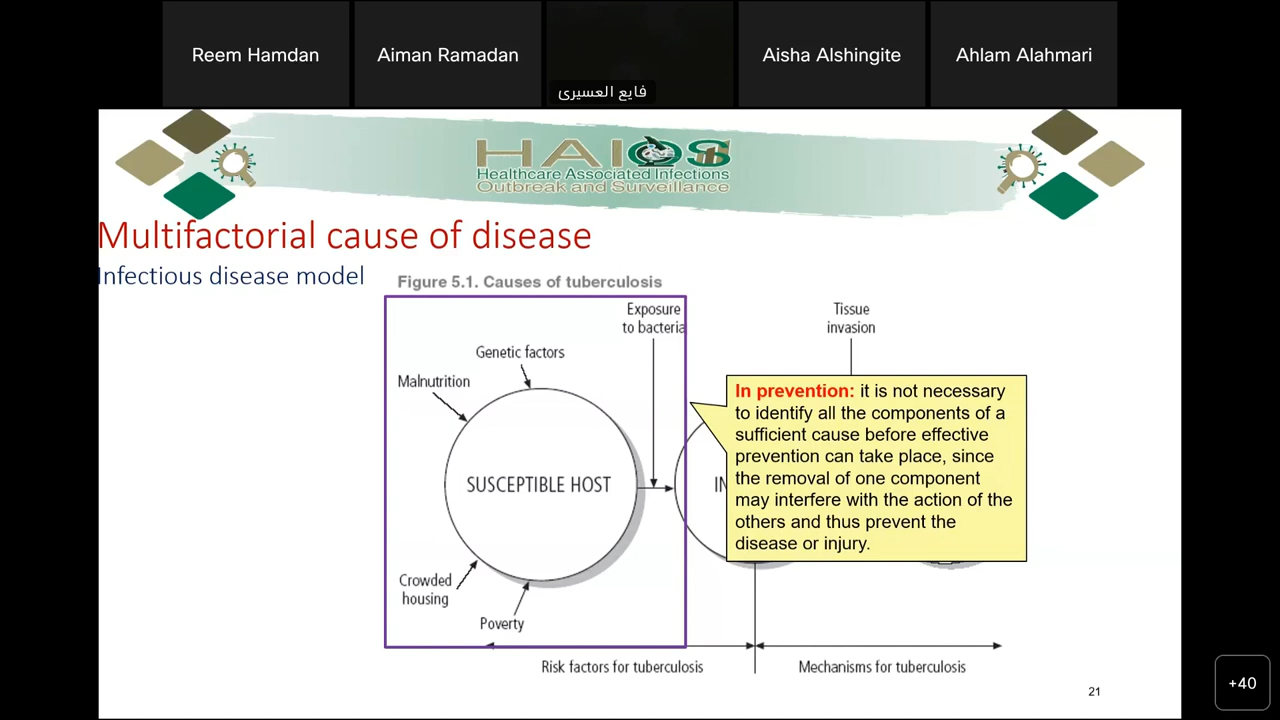 Reem Hamdan
Aiman Ramadan
فايع العسيري
Aisha Alshingite
Ahlam Alahmari
HAIOS
Healthcare Associated Infections
Outbreak and Surveillance
Multifactorial cause of disease
Infectious disease model
Figure 5.1. Causes of tuberculosis
Exposure
to bacteria
Tissue
invasion
Genetic factors
Malnutrition
SUSCEPTIBLE HOST
IN
In prevention: it is not necessary
to identify all the components of a
sufficient cause before effective
prevention can take place, since
the removal of one component
may interfere with the action of the
others and thus prevent the
disease or injury.
Crowded
housing
Poverty
Risk factors for tuberculosis
Mechanisms for tuberculosis
21
+40